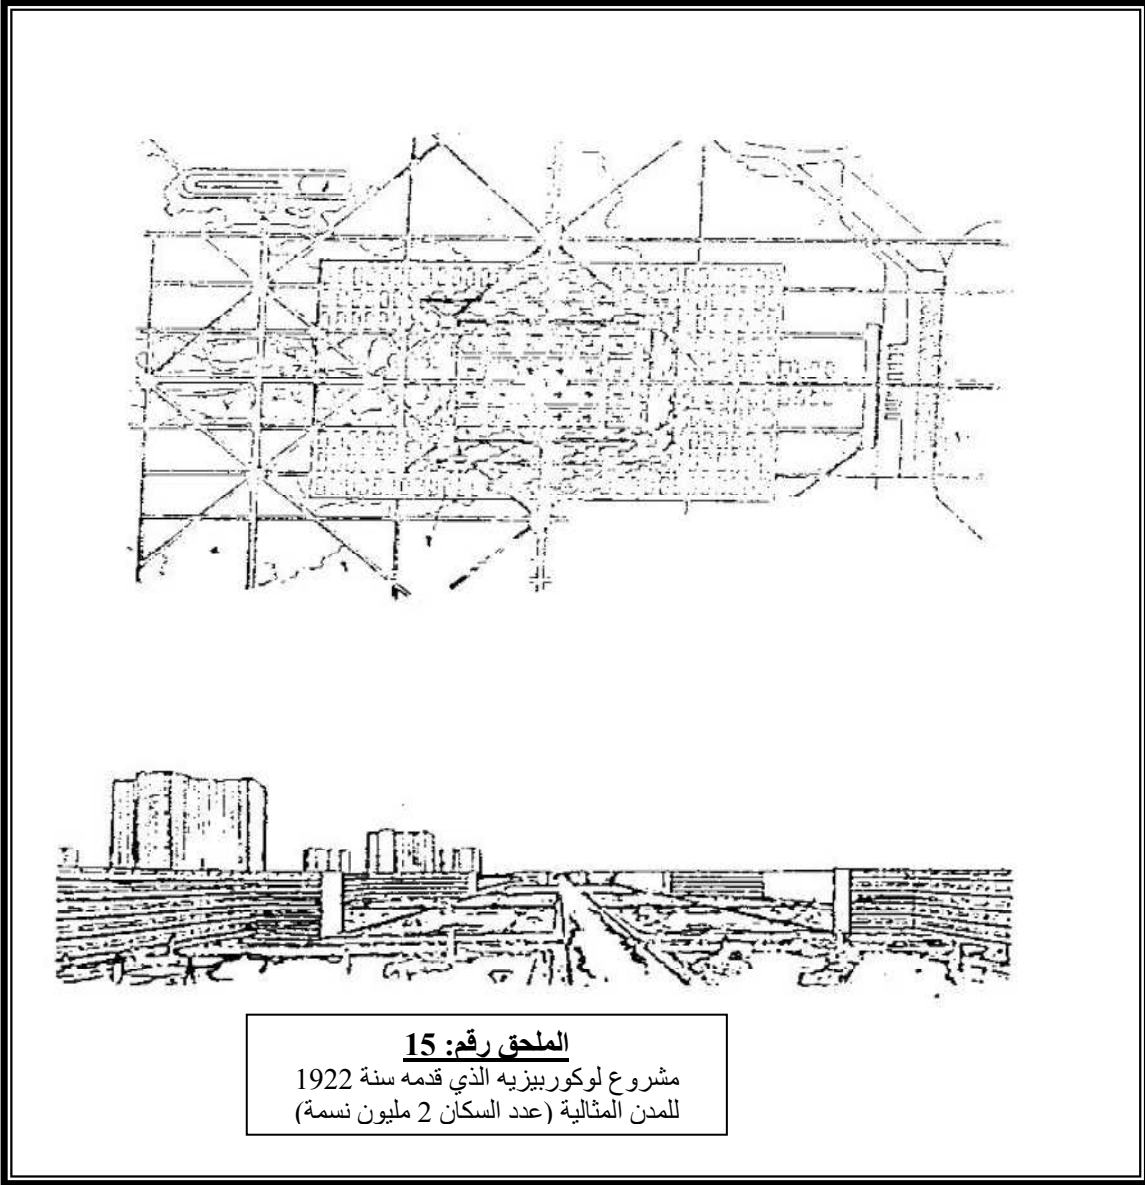 الملحق رقم: 15
مشروع لوكوربيزيه الذي قدمه سنة 1922
للمدن المثالية (عدد السكان 2 مليون نسمة)